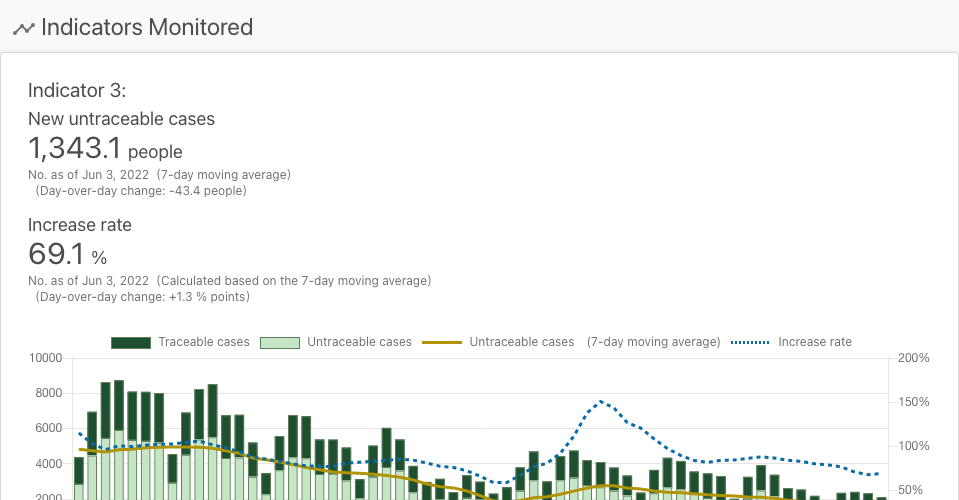 Indicators Monitored
Indicator 3:
New untraceable cases
1,343.1 people
No. as of Jun 3, 2022 (7-day moving average)
(Day-over-day change: -43.4 people)
Increase rate
69.1 %
No. as of Jun 3, 2022 (Calculated based on the 7-day moving average)
(Day-over-day change: +1.3 % points)
Traceable cases Untraceable cases Untraceable cases (7-day moving average) Increase rate
10000 200%
8000
150%
6000
100%
4000
50%
2000